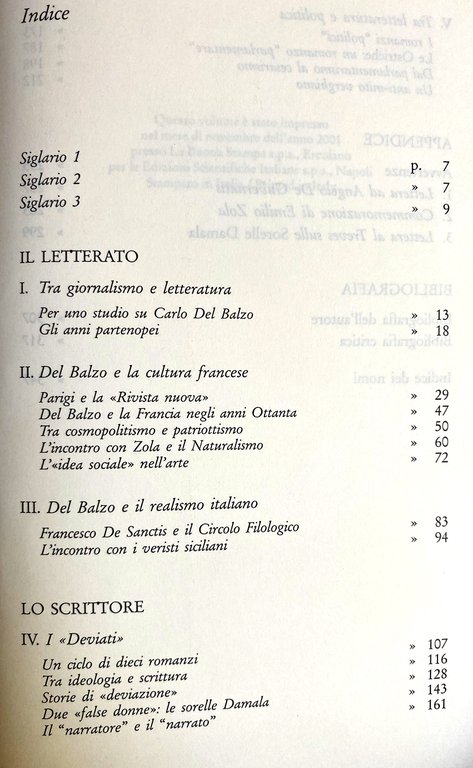 Indice
Siglario 1 p. 7
Siglario 2 » 7
Siglario 3 » 9
IL LETTERATO
I. Tra giornalismo e letteratura
Per uno studio su Carlo Del Balzo » 13
Gli anni partenopei » 18
II. Del Balzo e la cultura francese
Parigi e la «Rivista nuova» » 29
Del Balzo e la Francia negli anni Ottanta » 47
Tra cosmopolitismo e patriottismo » 50
L'incontro con Zola e il Naturalismo » 60
L'«idea sociale» nell'arte » 72
III. Del Balzo e il realismo italiano
Francesco De Sanctis e il Circolo Filologico » 83
L'incontro con i veristi siciliani » 94
LO SCRITTORE
IV. I «Deviati»
Un ciclo di dieci romanzi » 107
Tra ideologia e scrittura » 116
Storie di «deviazione» » 128
Due «false donne»: le sorelle Damala » 143
Il "narratore" e il "narrato" » 161